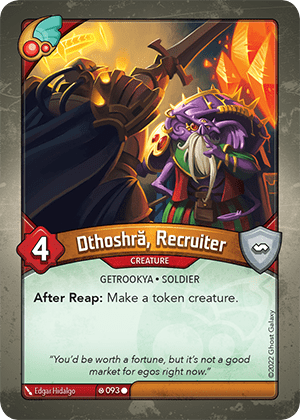 Othoshră, Recruiter
4
CREATURE
GETROOKYA • SOLDIER
After Reap: Make a token creature.
"You'd be worth a fortune, but it's not a good
market for egos right now."
Edgar Hidalgo
093
©2022 Ghost Galaxy